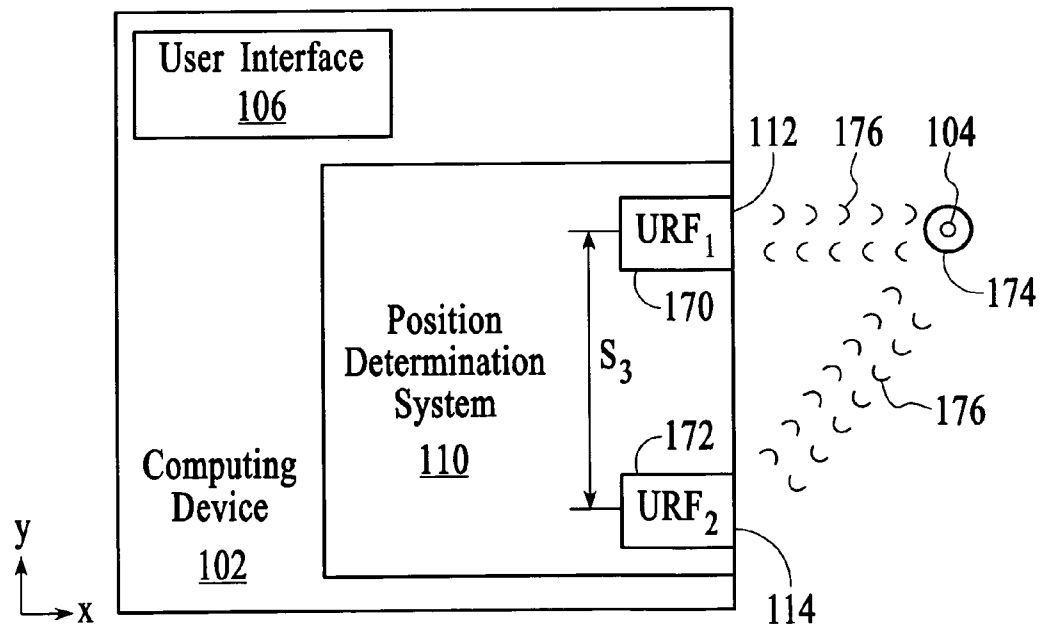 User Interface
106
112
176
104
URF1
170
174
Position
Determination
System
110
S3
176
172
URF2
Computing
Device
102
114
y
x